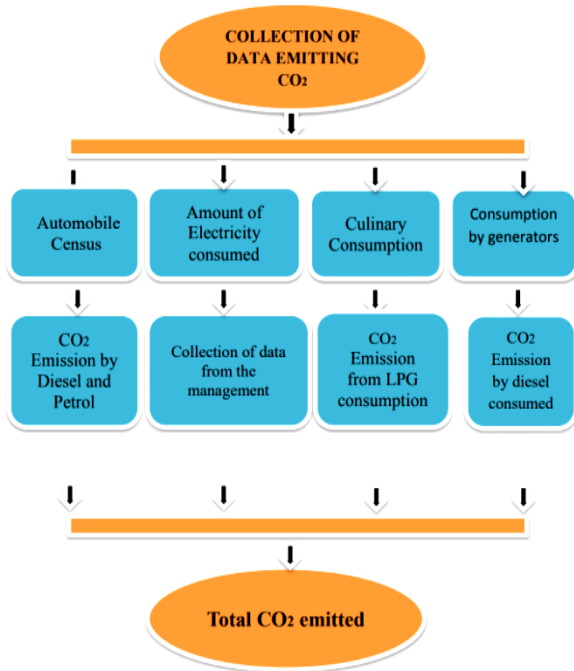 COLLECTION OF
DATA EMITTING
CO₂
Automobile
Census
Amount of
Electricity
consumed
Culinary
Consumption
Consumption
by generators
CO₂
Emission by
Diesel and
Petrol
Collection of data
from the
management
CO₂
Emission
from LPG
consumption
CO₂
Emission
by diesel
consumed
Total CO₂ emitted